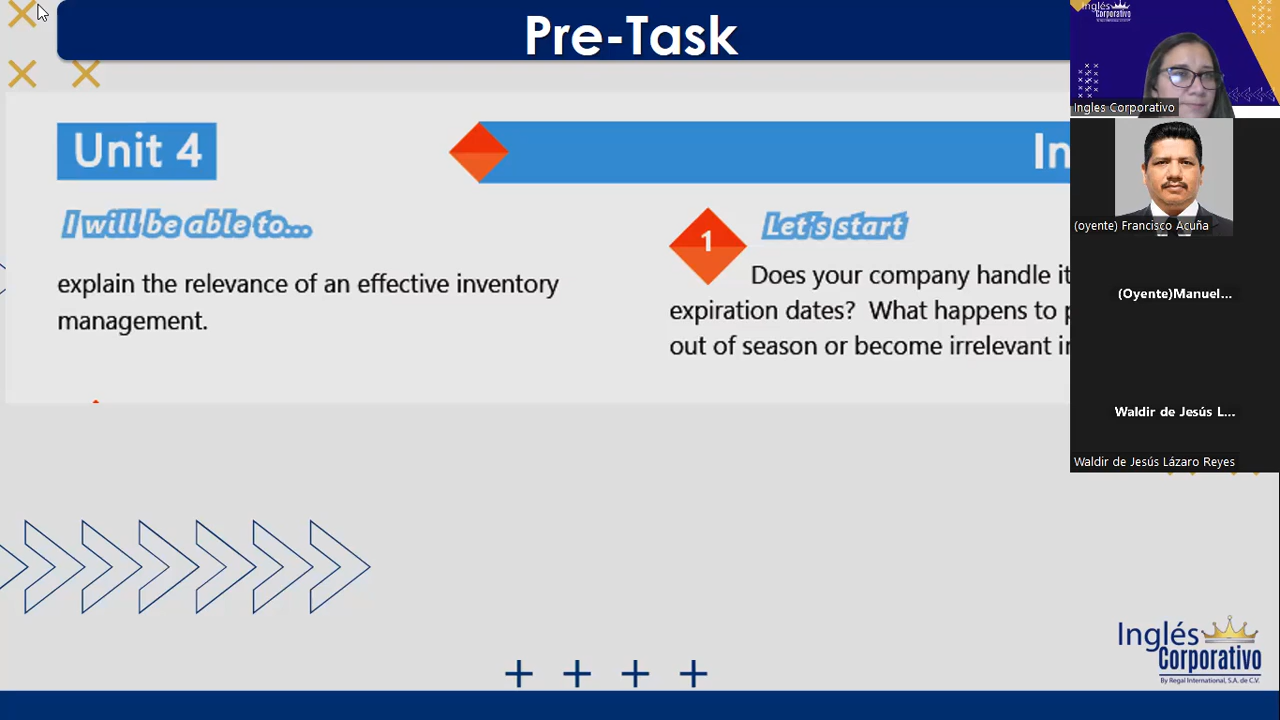 Pre-Task
Inglés
Corporativo
Ingles Corporativo
Unit 4
I will be able to...
explain the relevance of an effective inventory
management.
1
Let's start
Does your company handle it
expiration dates? What happens to
out of season or become irrelevant
(oyente) Francisco Acuña
(Oyente)Manuel...
Waldir de Jesús L...
Waldir de Jesús Lázaro Reyes
Inglés
Corporativo
By Regal International, S.A. de C.V.